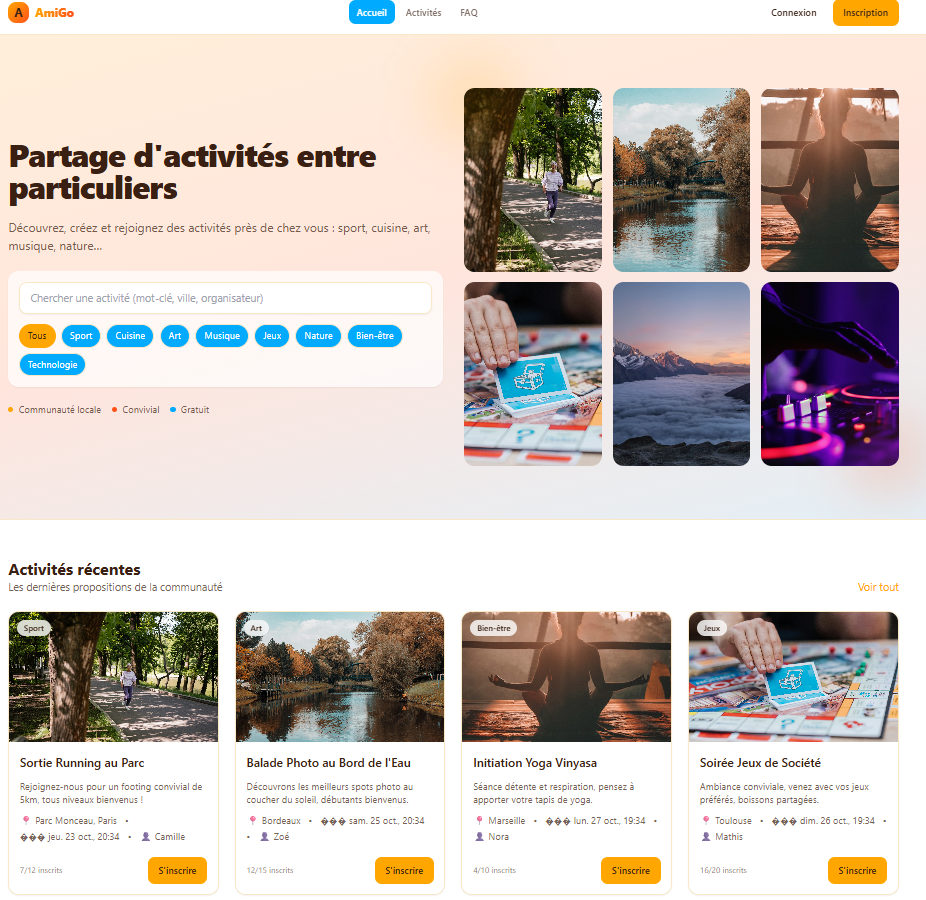 A AmiGo
Accueil Activités FAQ
Connexion Inscription
Partage d'activités entre
particuliers
Découvrez, créez et rejoignez des activités près de chez vous : sport, cuisine, art,
musique, nature...
Chercher une activité (mot-clé, ville, organisateur)
Tous Sport Cuisine Art Musique Jeux Nature Bien-être
Technologie
Communauté locale Convivial Gratuit
Activités récentes
Les dernières propositions de la communauté
Voir tout
Sport
Sortie Running au Parc
Rejoignez-nous pour un footing convivial de
5km, tous niveaux bienvenus !
📍 Parc Monceau, Paris •
��� jeu. 23 oct., 20:34 • 👤 Camille
7/12 inscrits
S'inscrire
Art
Balade Photo au Bord de l'Eau
Découvrons les meilleurs spots photo au
coucher du soleil, débutants bienvenus.
📍 Bordeaux • ��� sam. 25 oct., 20:34
• 👤 Zoé
12/15 inscrits
S'inscrire
Bien-être
Initiation Yoga Vinyasa
Séance détente et respiration, pensez à
apporter votre tapis de yoga.
📍 Marseille • ��� lun. 27 oct., 19:34 •
👤 Nora
4/10 inscrits
S'inscrire
Jeux
Soirée Jeux de Société
Ambiance conviviale, venez avec vos jeux
préférés, boissons partagées.
📍 Toulouse • ��� dim. 26 oct., 19:34 •
👤 Mathis
16/20 inscrits
S'inscrire